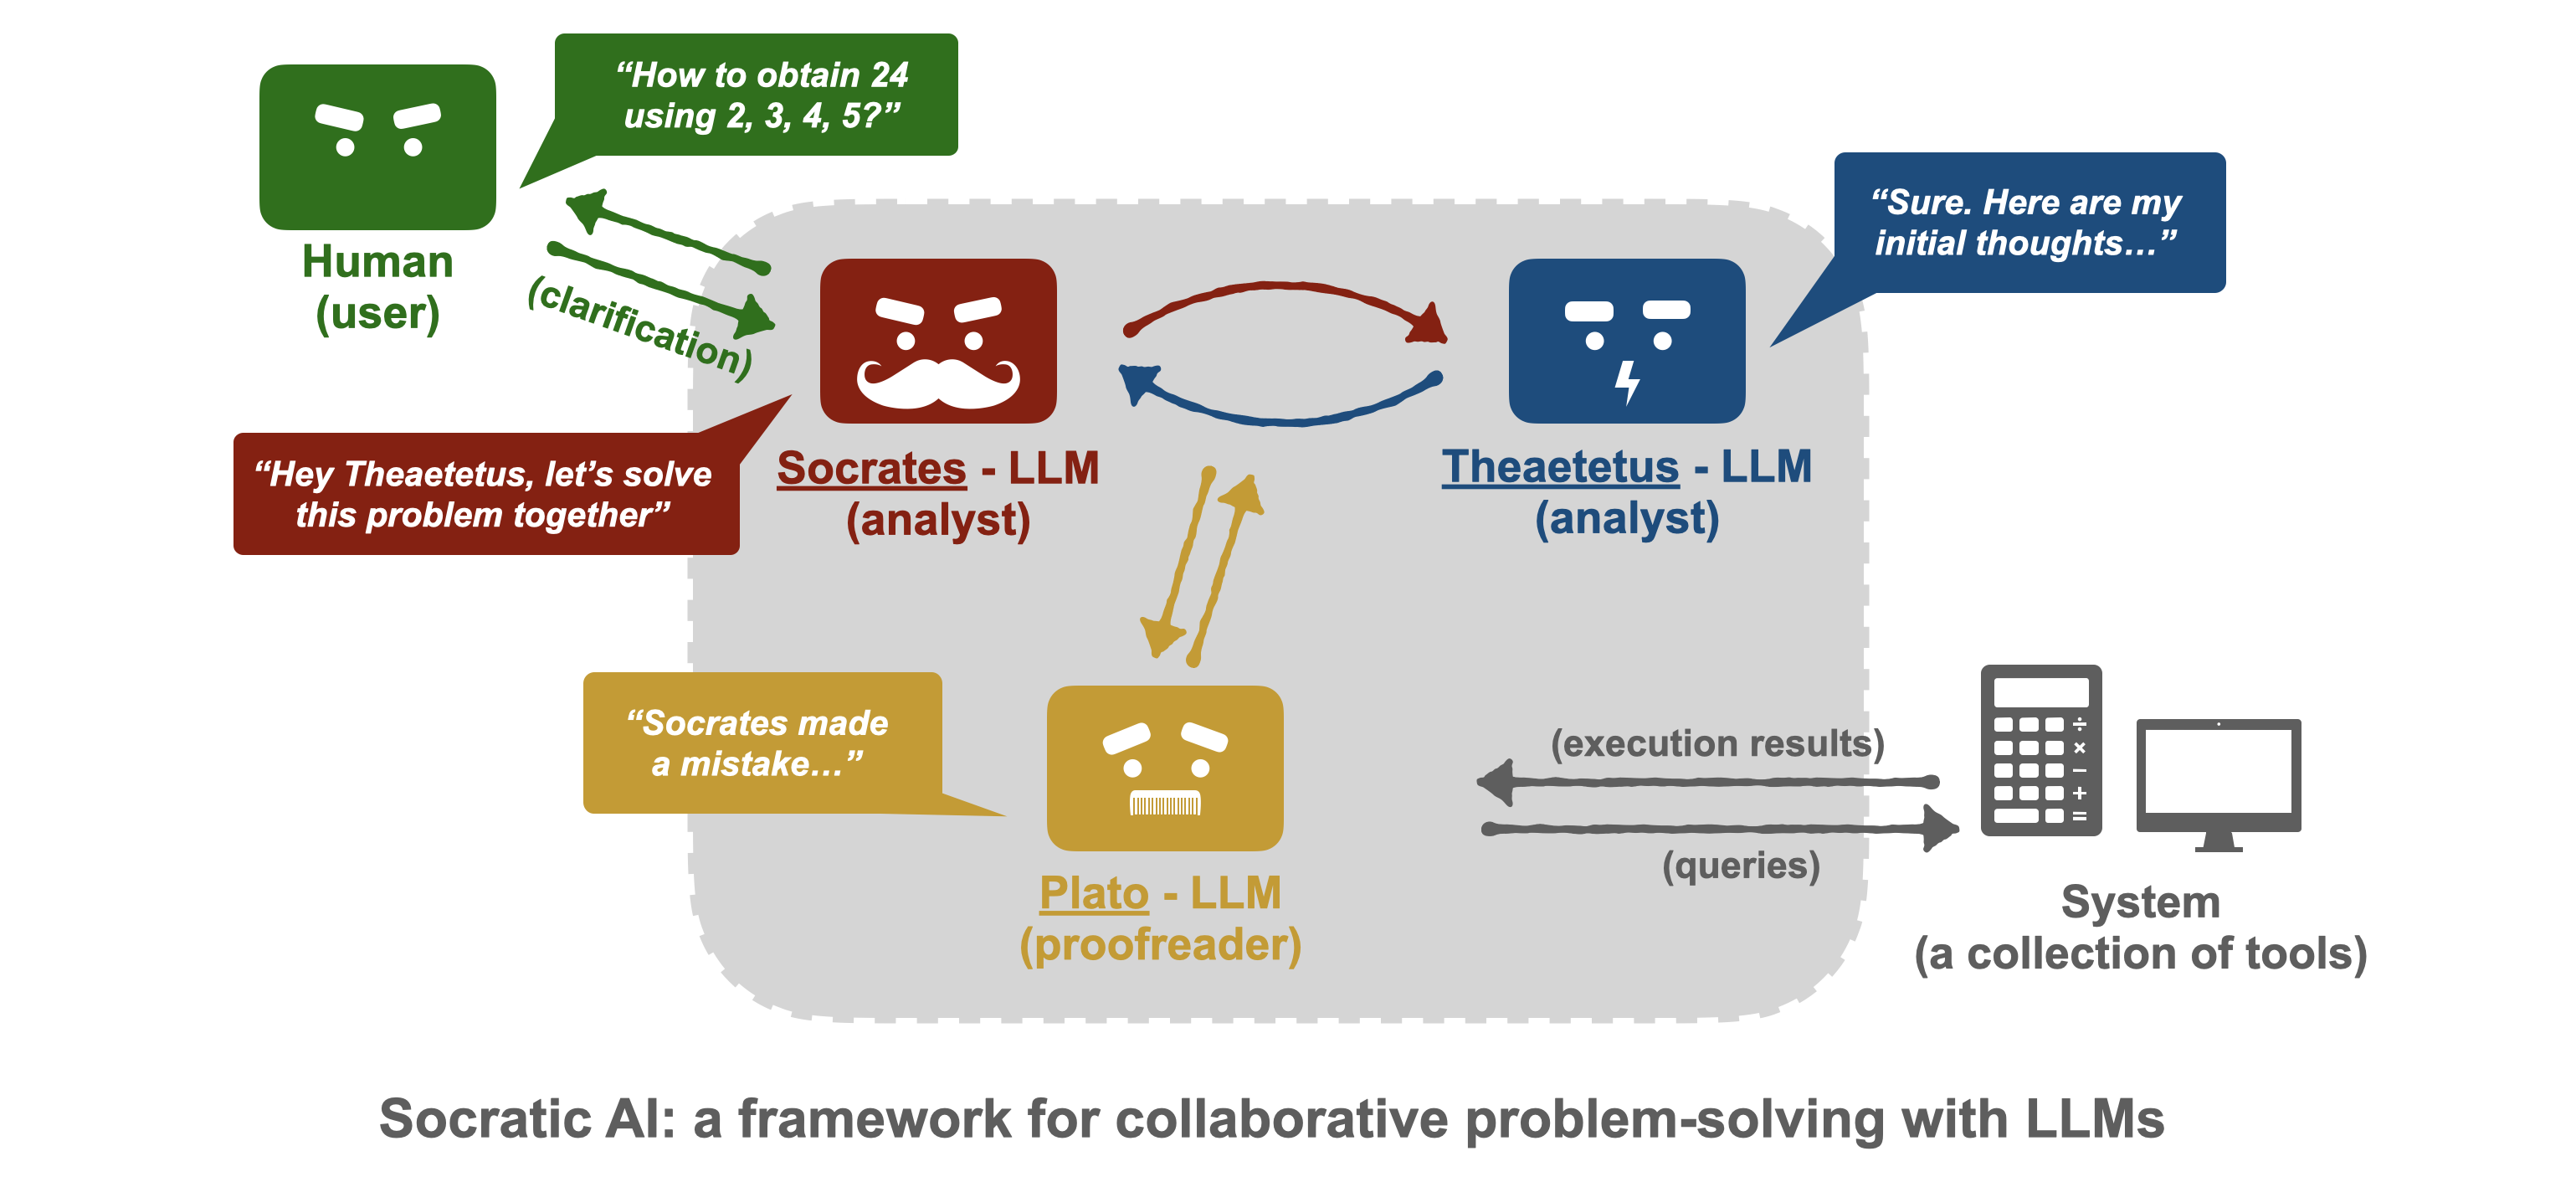 “How to obtain 24
using 2, 3, 4, 5?”
Human
(user)
(clarification)
“Sure. Here are my
initial thoughts…”
“Hey Theaetetus, let’s solve
this problem together”
Socrates - LLM
(analyst)
Theaetetus - LLM
(analyst)
“Socrates made
a mistake…”
Plato - LLM
(proofreader)
(execution results)
(queries)
÷
×
−
+
=
System
(a collection of tools)
Socratic AI: a framework for collaborative problem-solving with LLMs